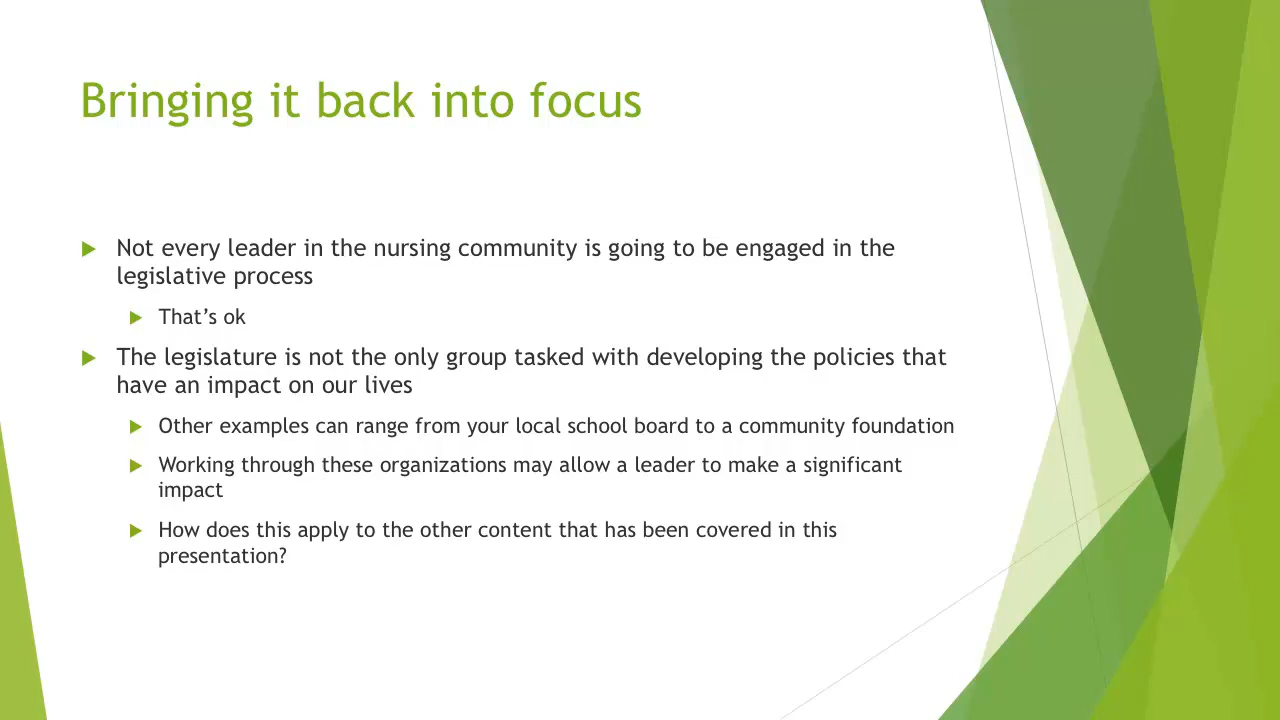 Bringing it back into focus
Not every leader in the nursing community is going to be engaged in the
legislative process
That’s ok
The legislature is not the only group tasked with developing the policies that
have an impact on our lives
Other examples can range from your local school board to a community foundation
Working through these organizations may allow a leader to make a significant
impact
How does this apply to the other content that has been covered in this
presentation?